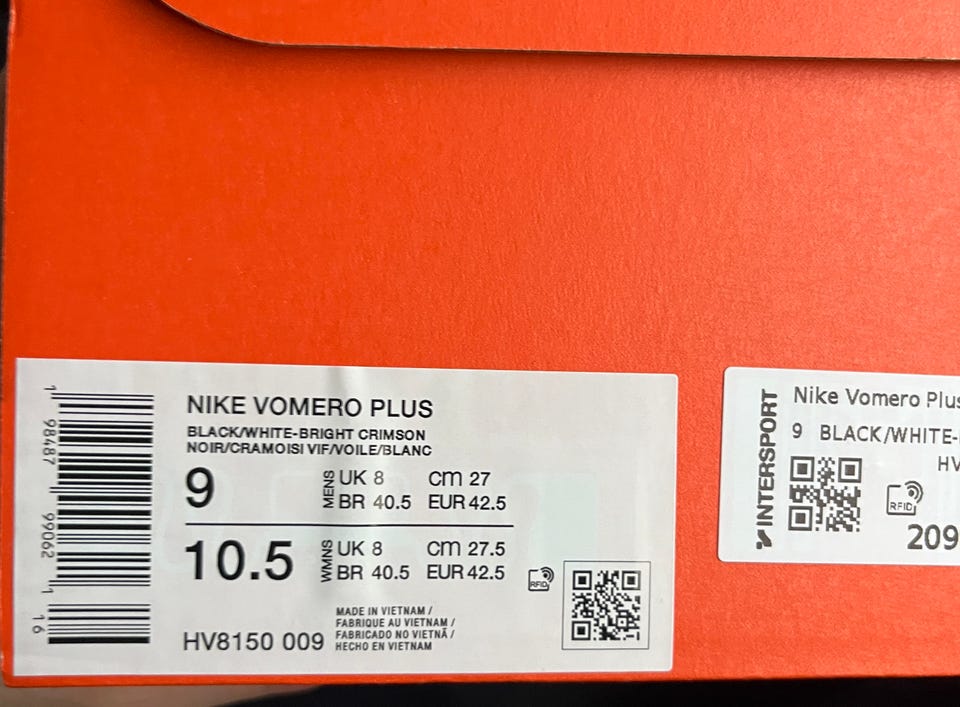 NIKE VOMERO PLUS
BLACK/WHITE-BRIGHT CRIMSON
NOIR/CRAMOISI VIF/VOILE/BLANC
9 MENS UK 8 cm 27
BR 40.5 EUR 42.5
10.5 WMNS UK 8 cm 27.5
BR 40.5 EUR 42.5
RFID
HV8150 009
MADE IN VIETNAM /
FABRIQUE AU VIETNAM /
FABRICADO NO VIETNÃ /
HECHO EN VIETNAM
1 98487 99062 1 16
INTERSPORT
Nike Vomero Plus
9 BLACK/WHITE-
HV
RFID
209